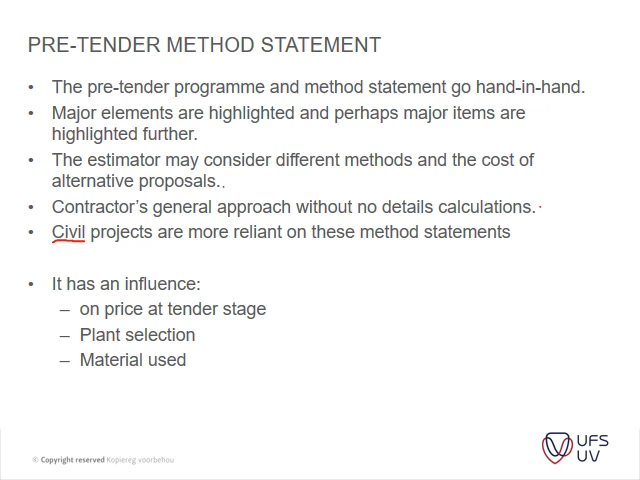 PRE-TENDER METHOD STATEMENT
• The pre-tender programme and method statement go hand-in-hand.
• Major elements are highlighted and perhaps major items are
highlighted further.
• The estimator may consider different methods and the cost of
alternative proposals..
• Contractor's general approach without no details calculations.
• Civil projects are more reliant on these method statements
• It has an influence:
– on price at tender stage
– Plant selection
– Material used
© Copyright reserved Kopiereg voorbehou
UFS
UV